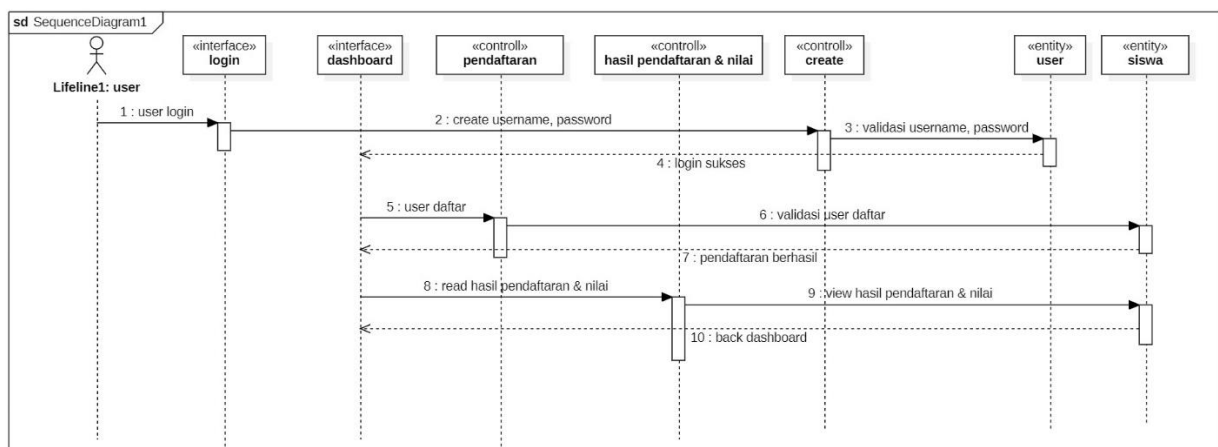 sd SequenceDiagram1
Lifeline1: user
«interface»
login
«interface»
dashboard
«controll»
pendaftaran
«controll»
hasil pendaftaran & nilai
«controll»
create
«entity»
user
«entity»
siswa
1 : user login
2 : create username, password
3 : validasi username, password
4 : login sukses
5 : user daftar
6 : validasi user daftar
7 : pendaftaran berhasil
8 : read hasil pendaftaran & nilai
9 : view hasil pendaftaran & nilai
10 : back dashboard